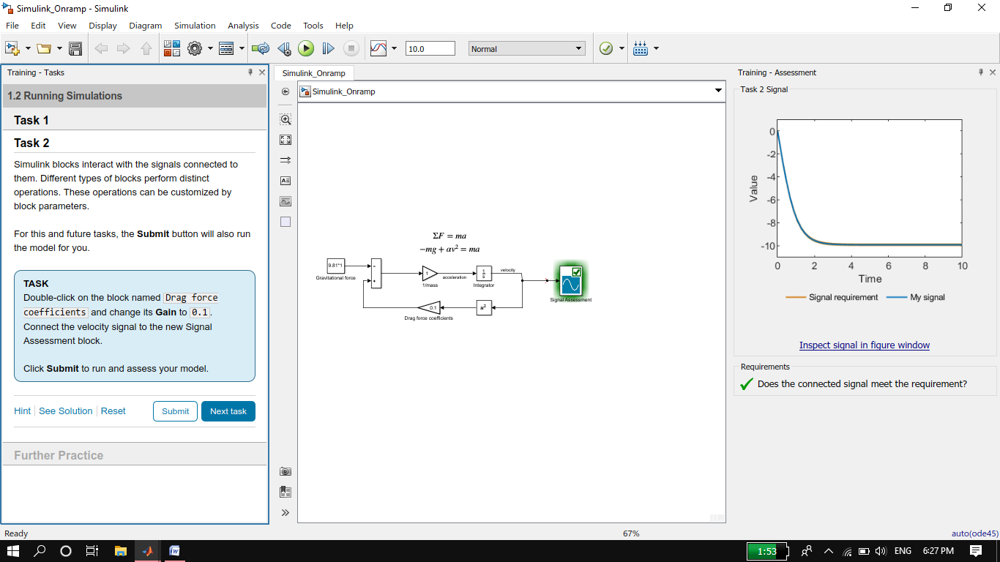 Simulink_Onramp - Simulink
File Edit View Display Diagram Simulation Analysis Code Tools Help
10.0
Normal
Training - Tasks
1.2 Running Simulations
Task 1
Task 2
Simulink blocks interact with the signals connected to
them. Different types of blocks perform distinct
operations. These operations can be customized by
block parameters.
For this and future tasks, the Submit button will also run
the model for you.
TASK
Double-click on the block named Drag force
coefficients and change its Gain to 0.1.
Connect the velocity signal to the new Signal
Assessment block.
Click Submit to run and assess your model.
Hint See Solution Reset Submit Next task
Further Practice
Simulink_Onramp
Simulink_Onramp
ΣF = ma
−mg + αv² = ma
9.81*1
Gravitational force
-
+
1
1/mass
acceleration
1
s
Integrator
velocity
Signal Assessment
0.1
Drag force coefficients
u²
Training - Assessment
Task 2 Signal
Value
0
-2
-4
-6
-8
-10
0 2 4 6 8 10
Time
Signal requirement My signal
Inspect signal in figure window
Requirements
Does the connected signal meet the requirement?
Ready 67% auto(ode45)
1:53 ENG 6:27 PM